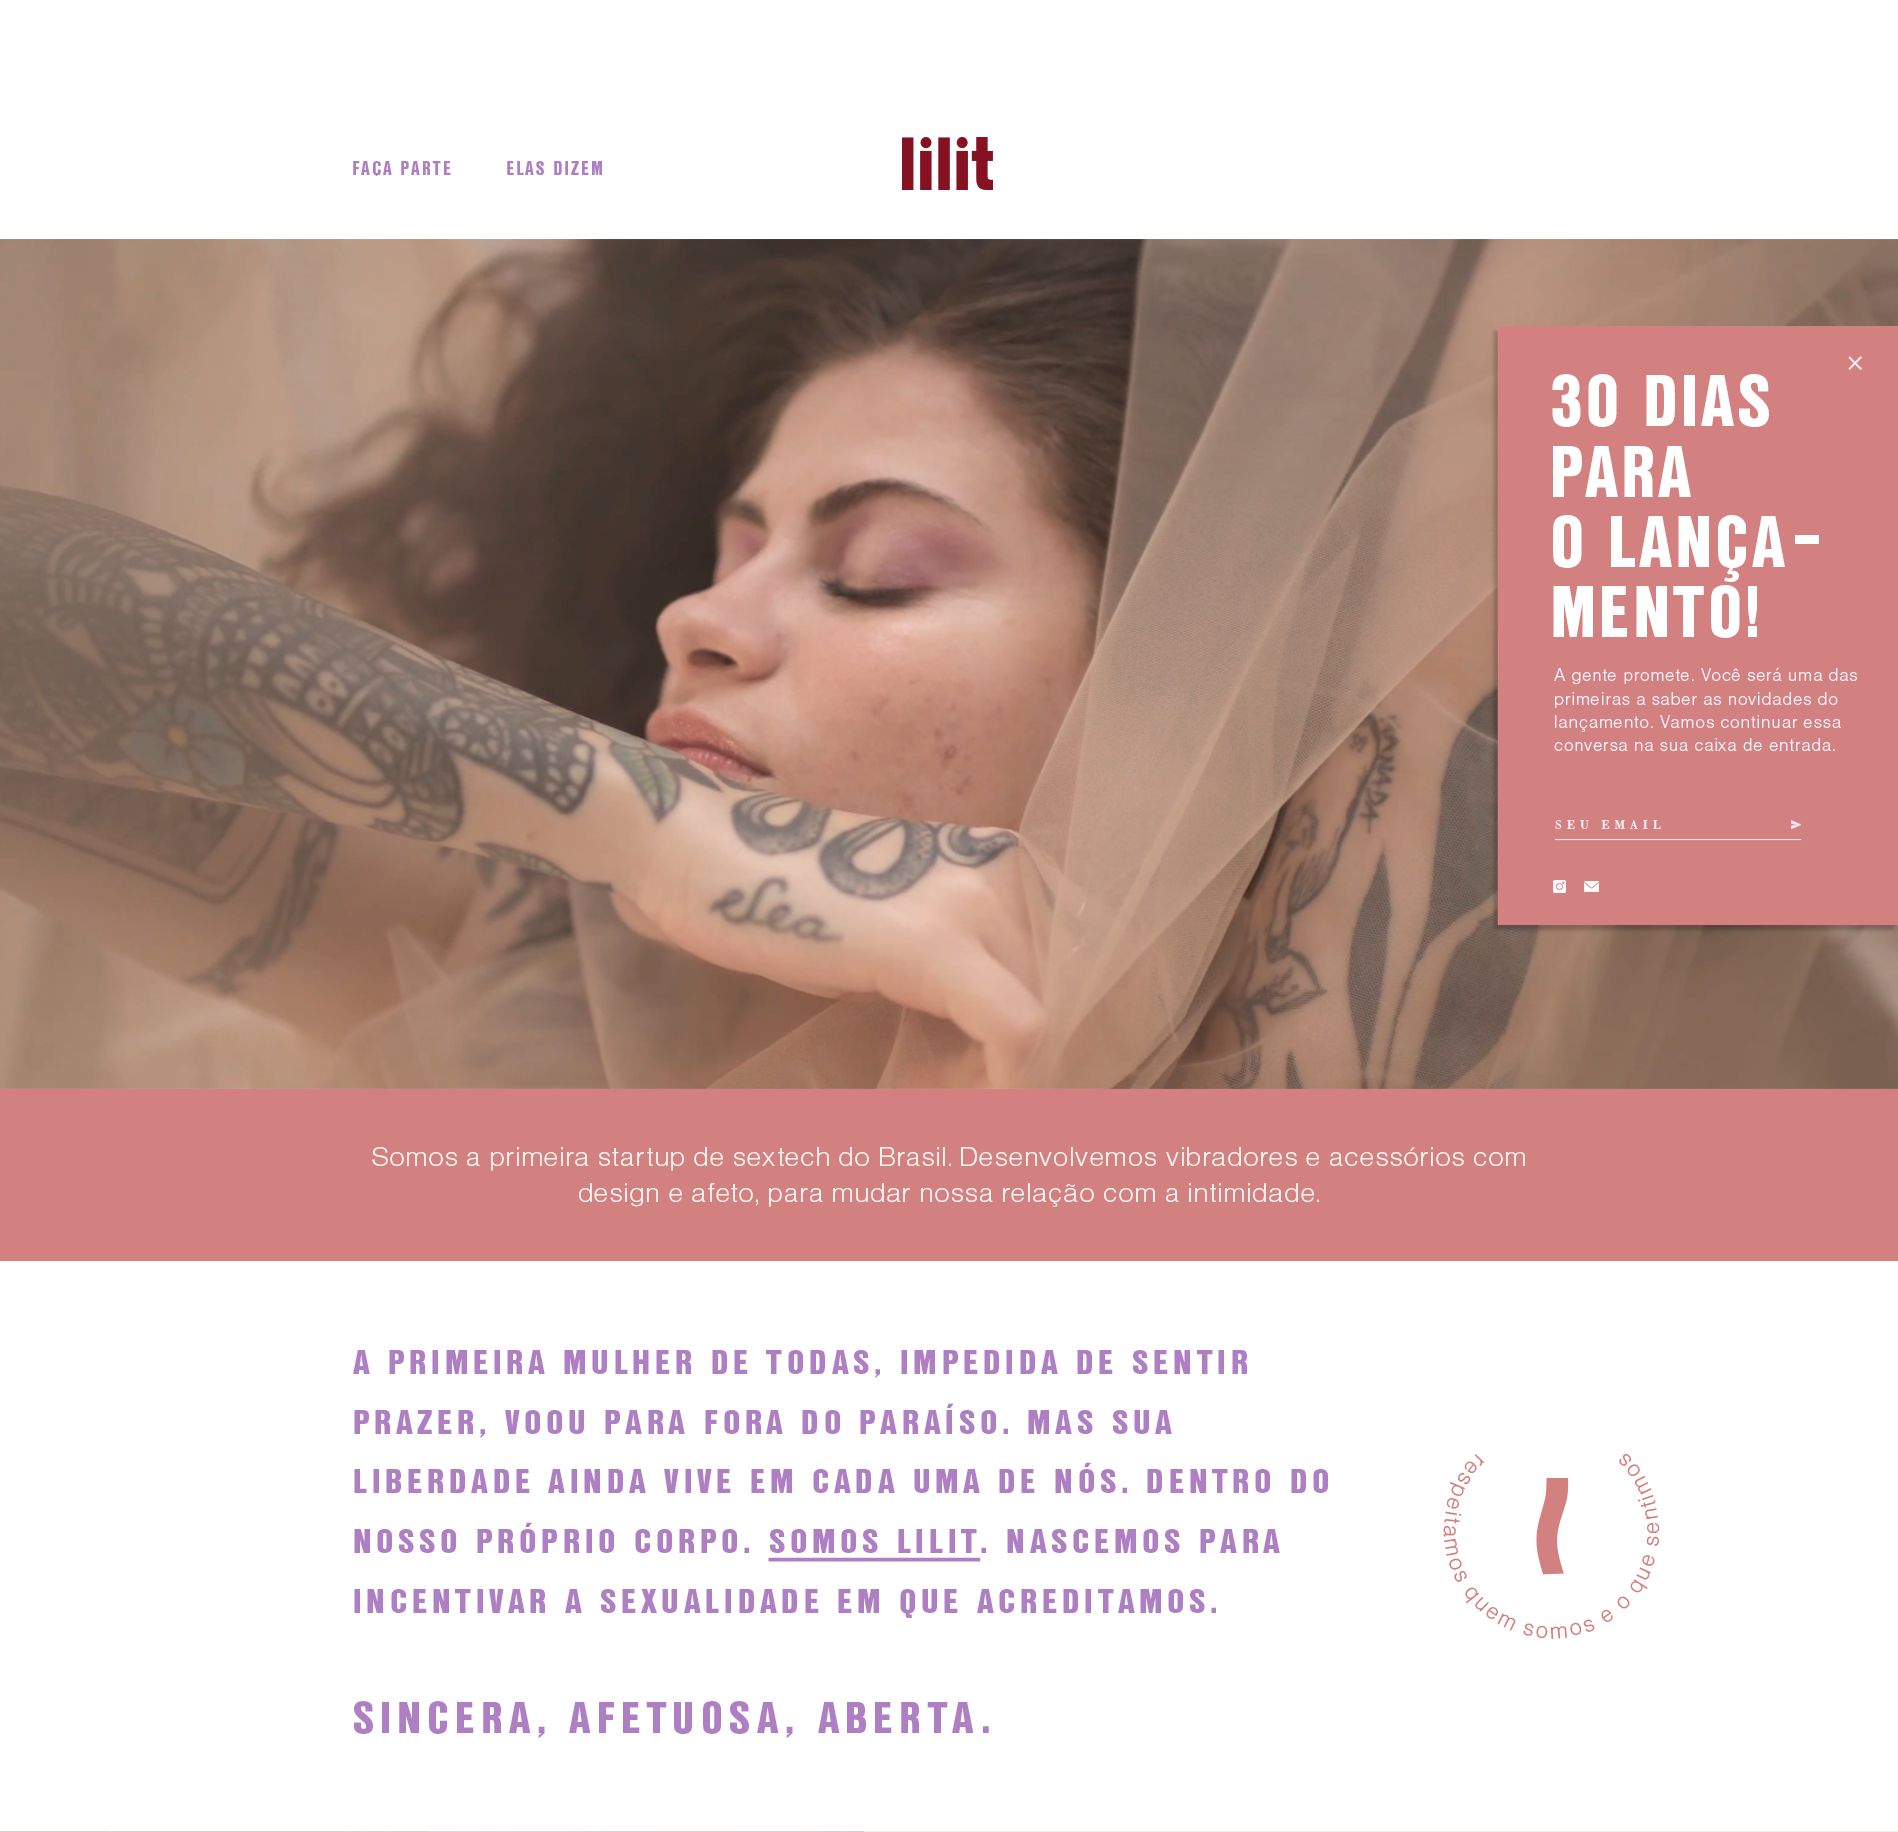 FAÇA PARTE
ELAS DIZEM
lilit
30 DIAS
PARA
O LANÇA-
MENTO!
A gente promete. Você será uma das
primeiras a saber as novidades do
lançamento. Vamos continuar essa
conversa na sua caixa de entrada.
SEU EMAIL
Somos a primeira startup de sextech do Brasil. Desenvolvemos vibradores e acessórios com
design e afeto, para mudar nossa relação com a intimidade.
A PRIMEIRA MULHER DE TODAS, IMPEDIDA DE SENTIR
PRAZER, VOOU PARA FORA DO PARAÍSO. MAS SUA
LIBERDADE AINDA VIVE EM CADA UMA DE NÓS. DENTRO DO
NOSSO PRÓPRIO CORPO. SOMOS LILIT. NASCEMOS PARA
INCENTIVAR A SEXUALIDADE EM QUE ACREDITAMOS.
respeitamos quem somos e o que sentimos
SINCERA, AFETUOSA, ABERTA.